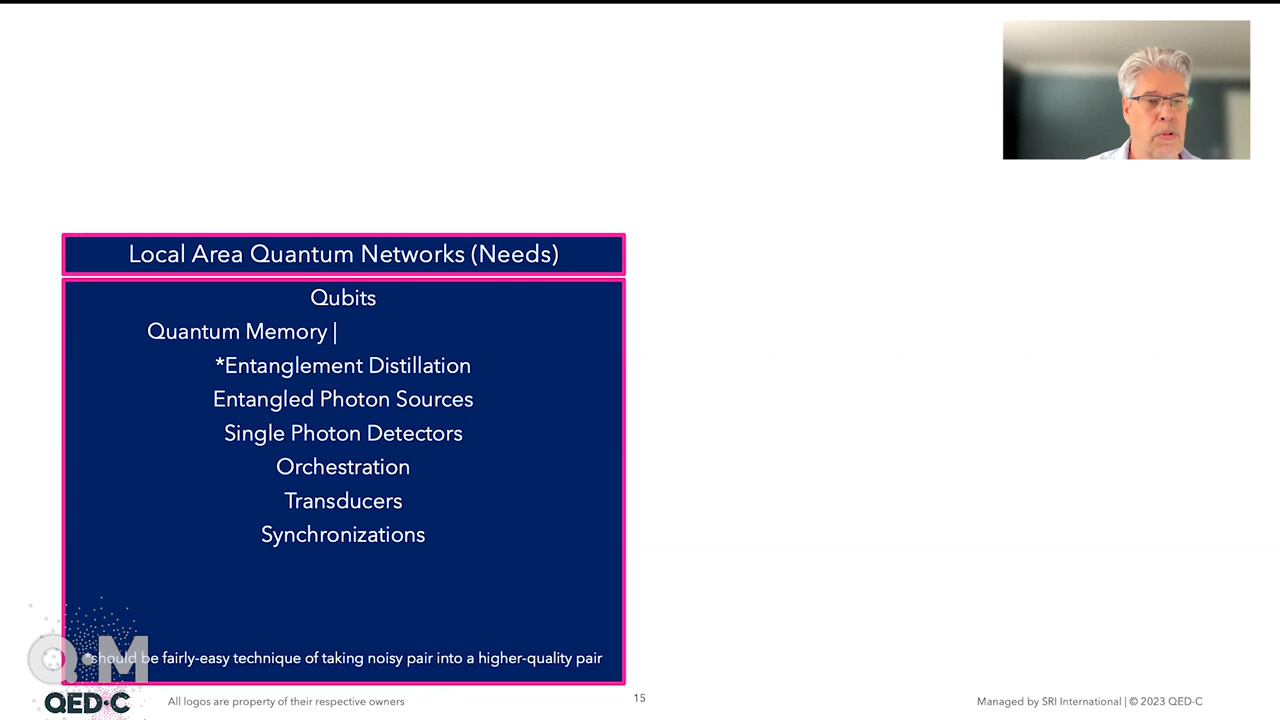 Local Area Quantum Networks (Needs)
Qubits
Quantum Memory |
*Entanglement Distillation
Entangled Photon Sources
Single Photon Detectors
Orchestration
Transducers
Synchronizations
*should be fairly-easy technique of taking noisy pair into a higher-quality pair
Q·M
QED·C
All logos are property of their respective owners
15
Managed by SRI International | © 2023 QED-C